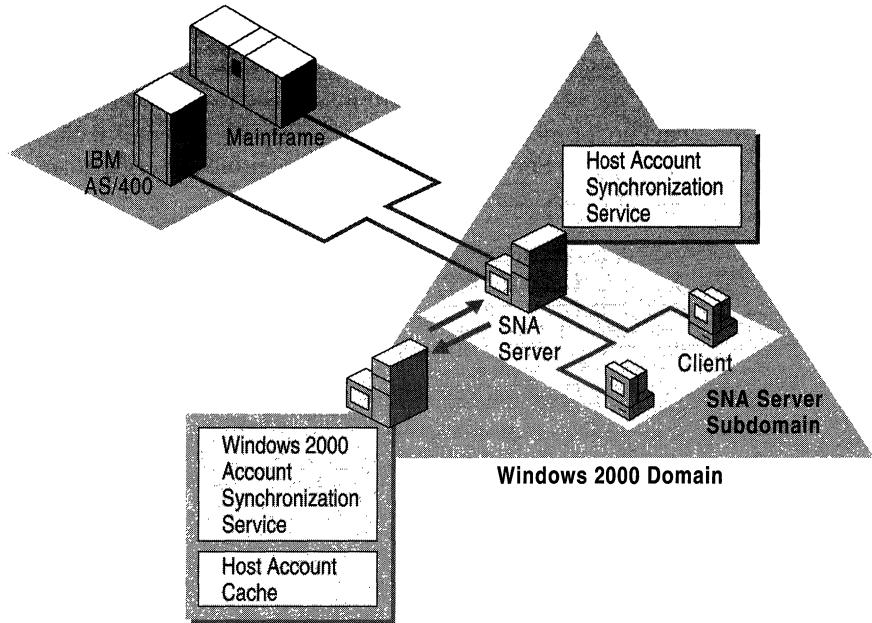 Mainframe
IBM
AS/400
Host Account
Synchronization
Service
SNA
Server
Client
SNA Server
Subdomain
Windows 2000 Domain
Windows 2000
Account
Synchronization
Service
Host Account
Cache